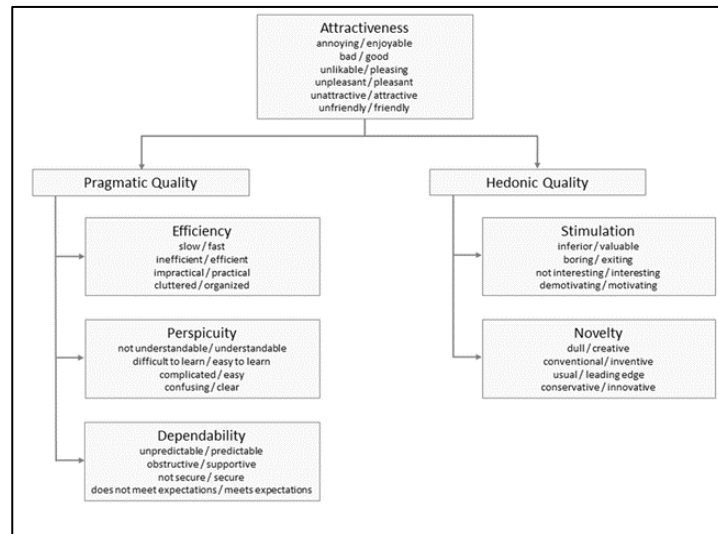 Attractiveness
annoying / enjoyable
bad / good
unlikable / pleasing
unpleasant / pleasant
unattractive / attractive
unfriendly / friendly
Pragmatic Quality
Hedonic Quality
Efficiency
slow / fast
inefficient / efficient
impractical / practical
cluttered / organized
Stimulation
inferior / valuable
boring / exiting
not interesting / interesting
demotivating / motivating
Perspicuity
not understandable / understandable
difficult to learn / easy to learn
complicated / easy
confusing / clear
Novelty
dull / creative
conventional / inventive
usual / leading edge
conservative / innovative
Dependability
unpredictable / predictable
obstructive / supportive
not secure / secure
does not meet expectations / meets expectations